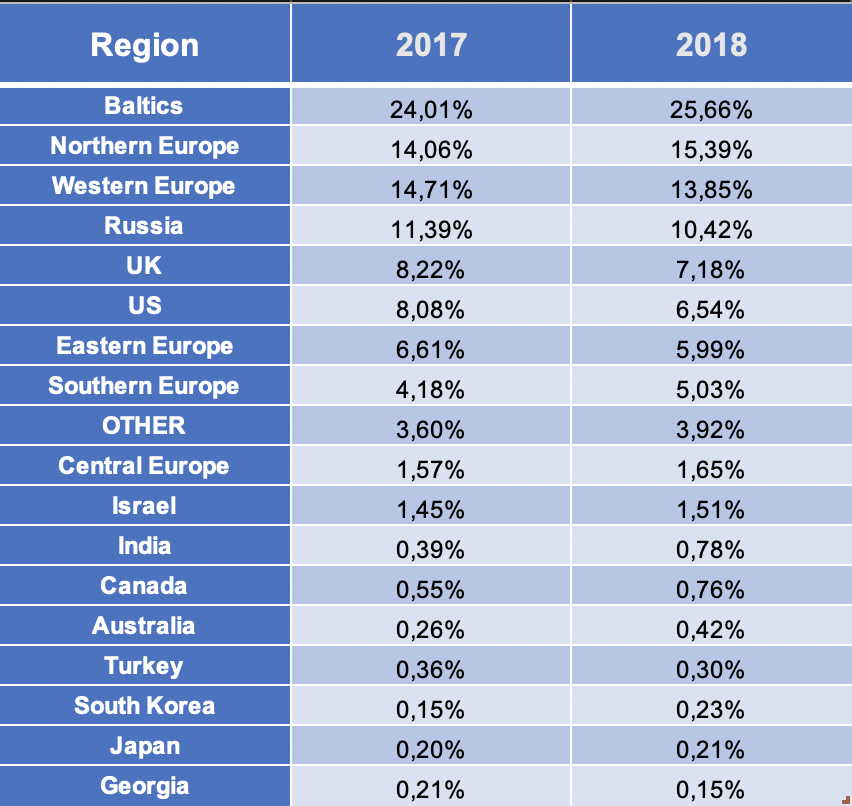 Region 2017 2018
Baltics 24,01% 25,66%
Northern Europe 14,06% 15,39%
Western Europe 14,71% 13,85%
Russia 11,39% 10,42%
UK 8,22% 7,18%
US 8,08% 6,54%
Eastern Europe 6,61% 5,99%
Southern Europe 4,18% 5,03%
OTHER 3,60% 3,92%
Central Europe 1,57% 1,65%
Israel 1,45% 1,51%
India 0,39% 0,78%
Canada 0,55% 0,76%
Australia 0,26% 0,42%
Turkey 0,36% 0,30%
South Korea 0,15% 0,23%
Japan 0,20% 0,21%
Georgia 0,21% 0,15%